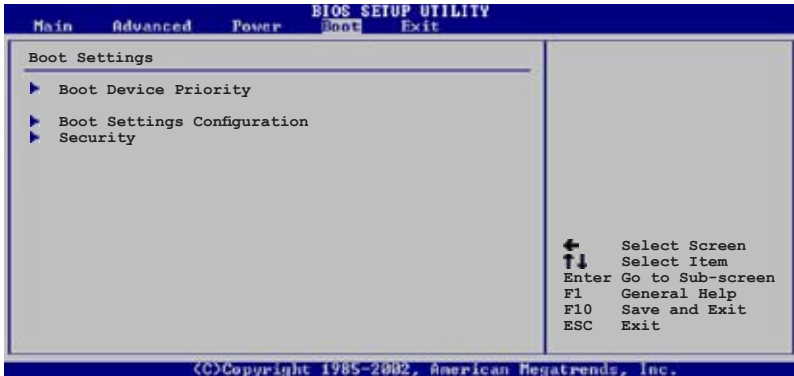 BIOS SETUP UTILITY
Main Advanced Power Boot Exit
Boot Settings
Boot Device Priority
Boot Settings Configuration
Security
← Select Screen
↑↓ Select Item
Enter Go to Sub-screen
F1 General Help
F10 Save and Exit
ESC Exit
(C)Copyright 1985-2002, American Megatrends, Inc.